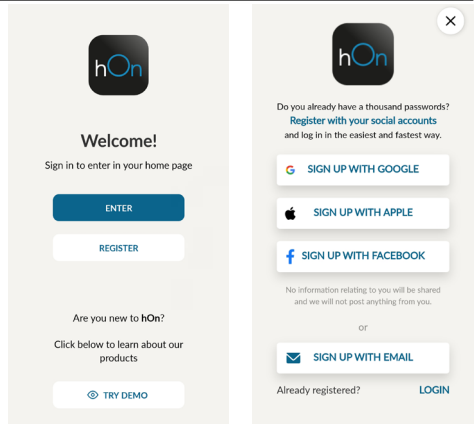 hOn
Welcome!
Sign in to enter in your home page
ENTER
REGISTER
Are you new to hOn?
Click below to learn about our
products
TRY DEMO
hOn
Do you already have a thousand passwords?
Register with your social accounts
and log in in the easiest and fastest way.
SIGN UP WITH GOOGLE
SIGN UP WITH APPLE
SIGN UP WITH FACEBOOK
No information relating to you will be shared
and we will not post anything from you.
or
SIGN UP WITH EMAIL
Already registered? LOGIN